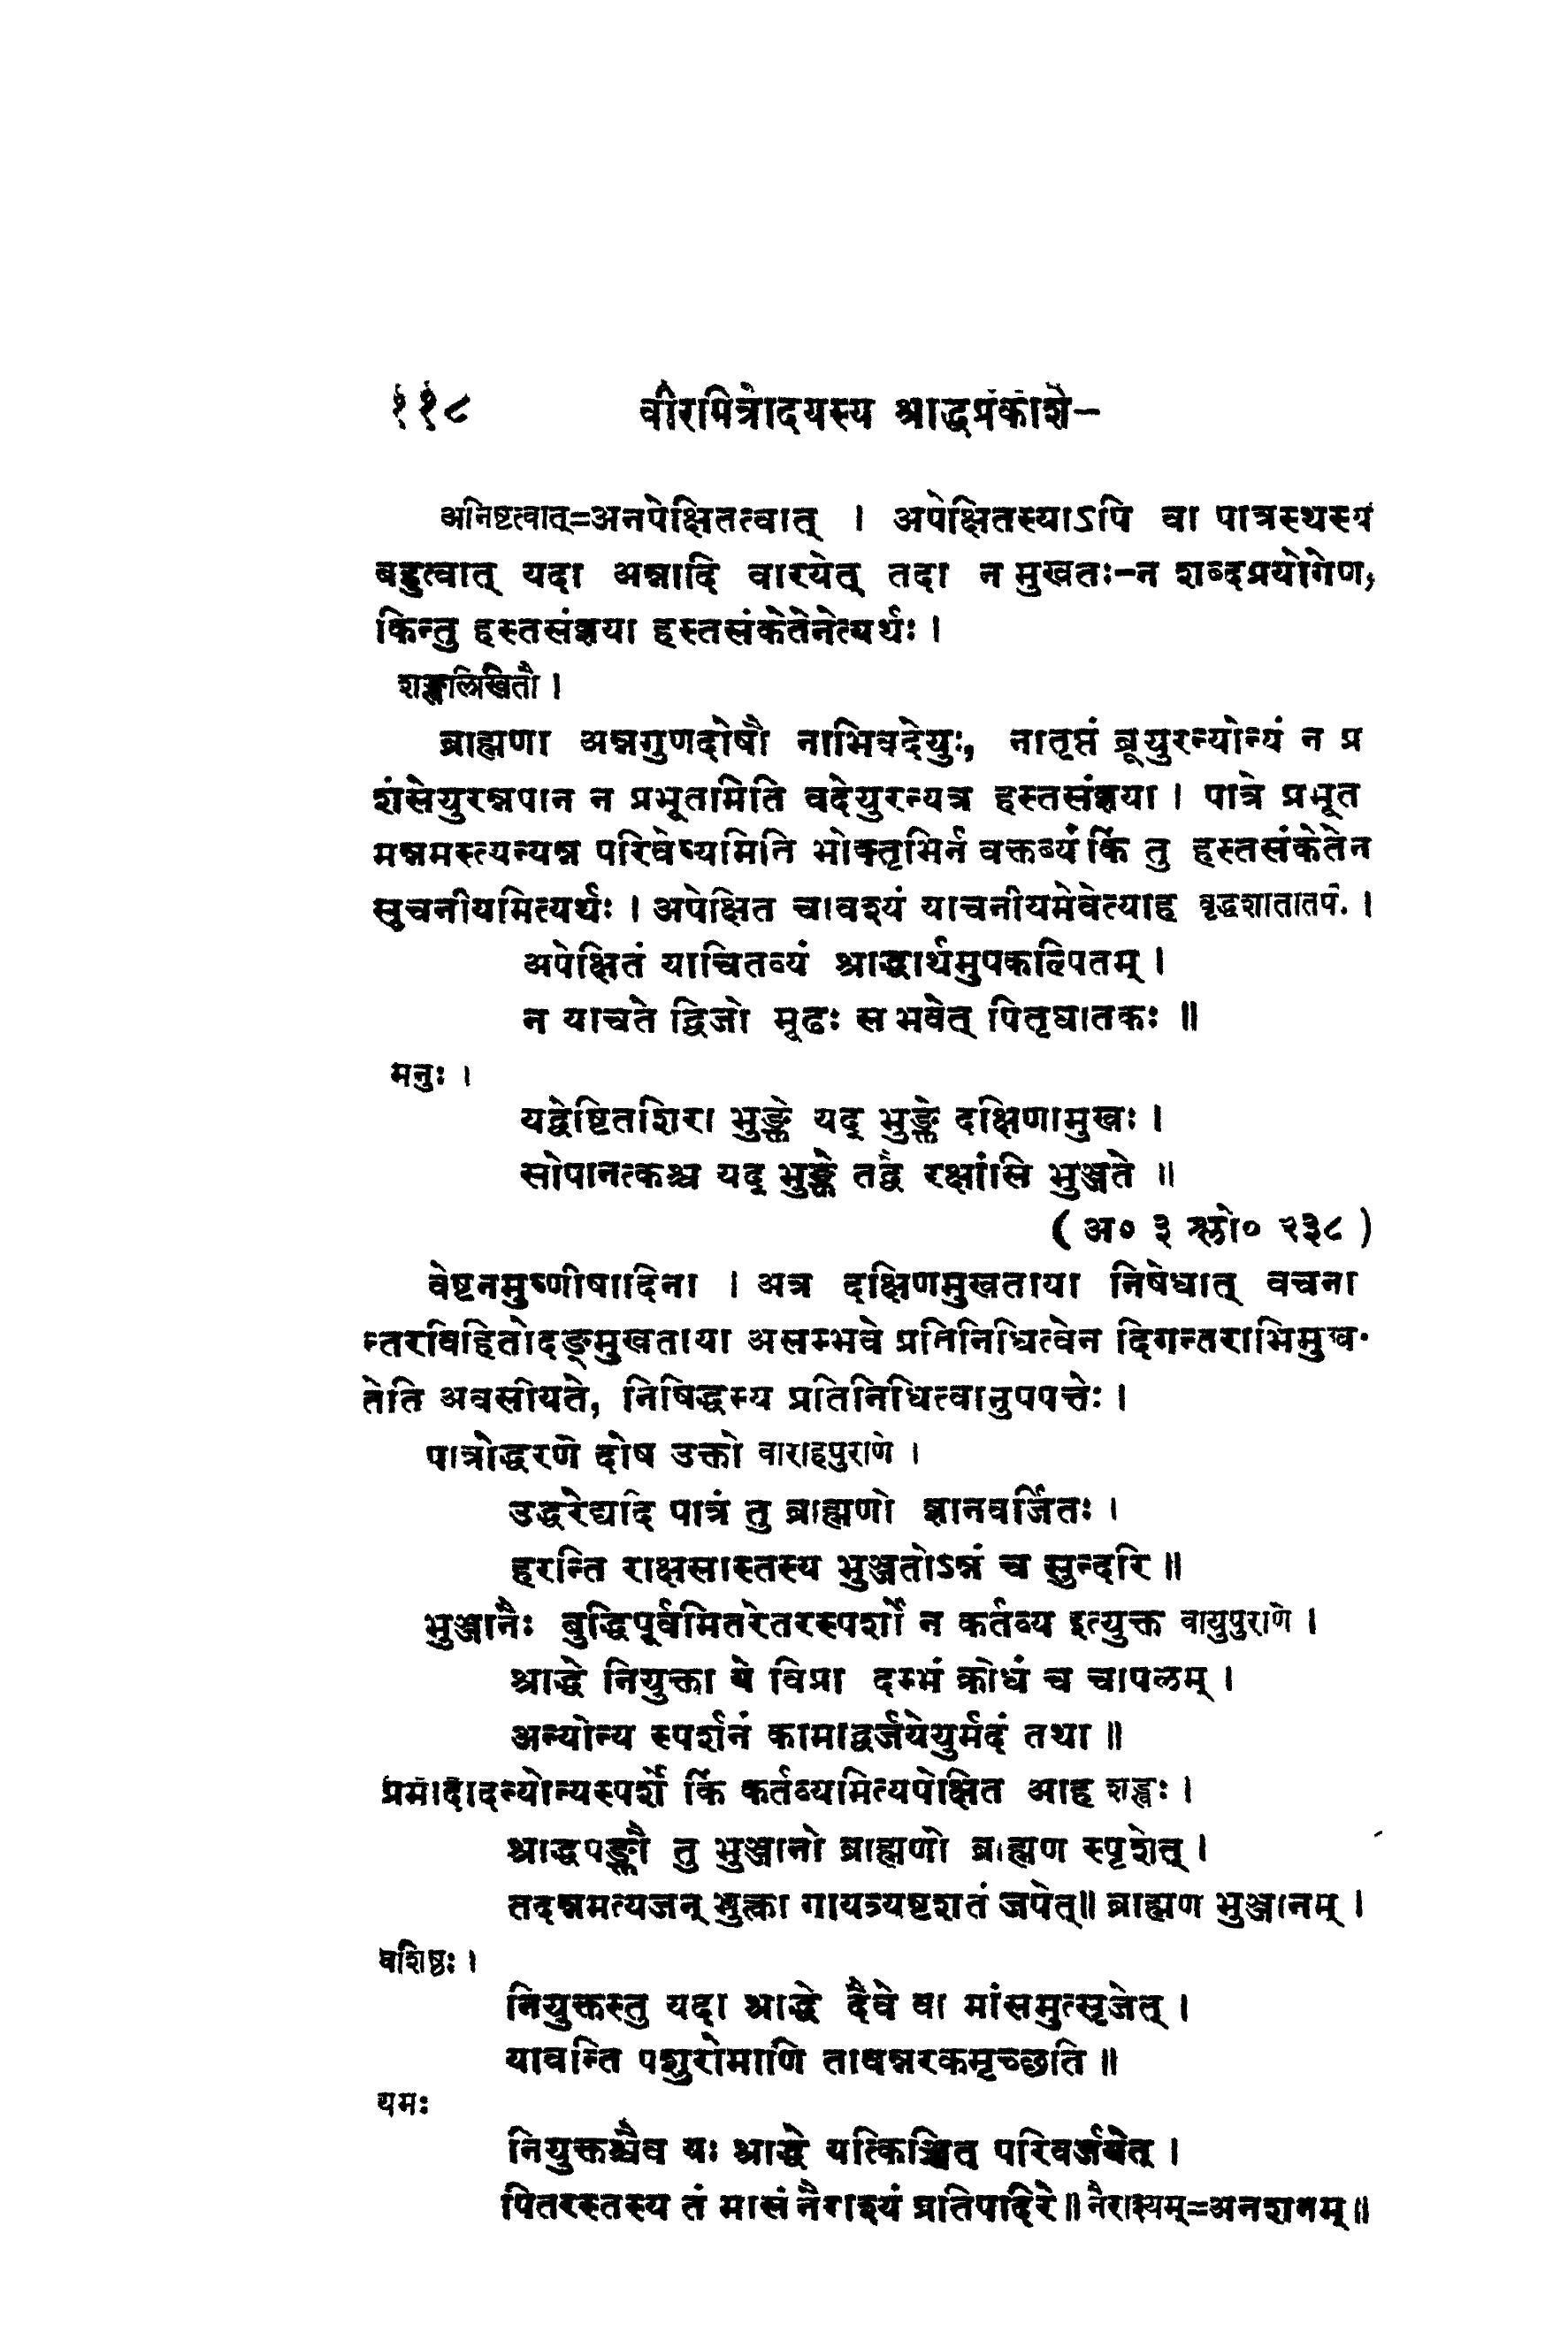 ११८ वीरमित्रोदयस्य श्राद्धप्रकाशे-
अनिष्टत्वात्=अनपेक्षितत्वात् । अपेक्षितस्याऽपि वा पात्रस्थस्य
बहुत्वात् यदा अन्नादि वारयेत् तदा न मुखतः-न शब्दप्रयोगेण,
किन्तु हस्तसंज्ञया हस्तसंकेतेनेत्यर्थः ।
शङ्खलिखितौ ।
ब्राह्मणा अन्नगुणदोषौ नाभिवदेयुः, नातृप्तं ब्रूयुरन्योन्यं न प्र
शंसेयुरन्नपान न प्रभूतामिति वदेयुरन्यत्र हस्तसंज्ञया । पात्रे प्रभूत
मन्नमस्त्यन्यन्न परिवेष्यमिति भोक्तृभिर्न वक्तव्यं किं तु हस्तसंकेतेन
सुचनीयमित्यर्थः । अपेक्षित चावश्यं याचनीयमेवेत्याह वृद्धशातातप. ।
अपेक्षितं याचितव्यं श्राद्धार्थमुपकल्पितम् ।
न याचते द्विजो मूढः स भवेत् पितृघातकः ॥
मनुः ।
यद्वेष्टितशिरा भुङ्क्ते यद् भुङ्क्ते दक्षिणामुखः ।
सोपानत्कश्च यद् भुङ्क्ते तद्वै रक्षांसि भुञ्जते ॥
( अ० ३ श्लो० २३८ )
वेष्टनमुष्णीषादिना । अत्र दक्षिणमुखताया निषेधात् वचना
न्तरविहितोदङ्मुखताया असम्भवे प्रतिनिधित्वेन दिगन्तराभिमुख-
तेति अवसीयते, निषिद्धस्य प्रतिनिधित्वानुपपत्तेः ।
पात्रोद्धरणे दोष उक्तो वाराहपुराणे ।
उद्धरेद्यदि पात्रं तु ब्राह्मणो ज्ञानवर्जितः ।
हरन्ति राक्षसास्तस्य भुञ्जतोऽन्नं च सुन्दरि ॥
भुञ्जानैः बुद्धिपूर्वमितरेतरस्पर्शो न कर्तव्य इत्युक्त वायुपुराणे ।
श्राद्धे नियुक्ता ये विप्रा दम्भं क्रोधं च चापलम् ।
अन्योन्य स्पर्शनं कामाद्वर्जयेयुर्मदं तथा ॥
प्रमादादन्योन्यस्पर्शे किं कर्तव्यमित्यपेक्षित आह शङ्खः ।
श्राद्धपङ्क्तौ तु भुञ्जानो ब्राह्मणो ब्राह्मण स्पृशेत् ।
तदन्नमत्यजन् भुक्त्वा गायत्र्यष्टशतं जपेत्॥ ब्राह्मण भुञ्जानम् ।
वशिष्ठः ।
नियुक्तस्तु यदा श्राद्धे दैवे वा मांसमुत्सृजेत् ।
यावन्ति पशुरोमाणि तावन्नरकमृच्छति ॥
यमः
नियुक्तश्चैव यः श्राद्धे यत्किञ्चित् परिवर्जयेत् ।
पितरस्तस्य तं मासं नैराश्यं प्रतिपादिरे॥ नैराश्यम्=अनशनम्॥